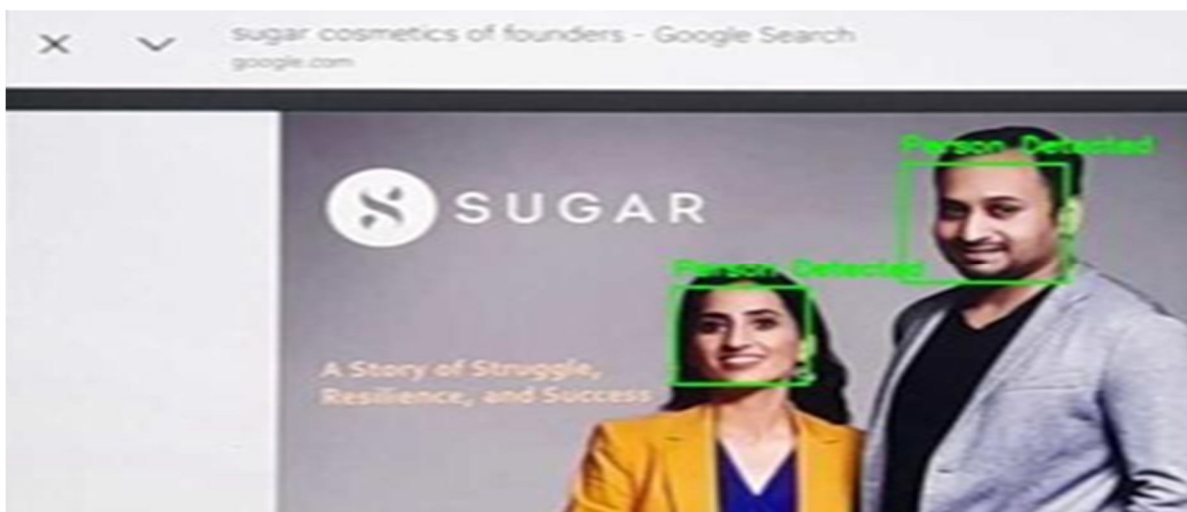 sugar cosmetics of founders - Google Search
google.com
SUGAR
Person Detected
Person Detected
A Story of Struggle,
Resilience, and Success